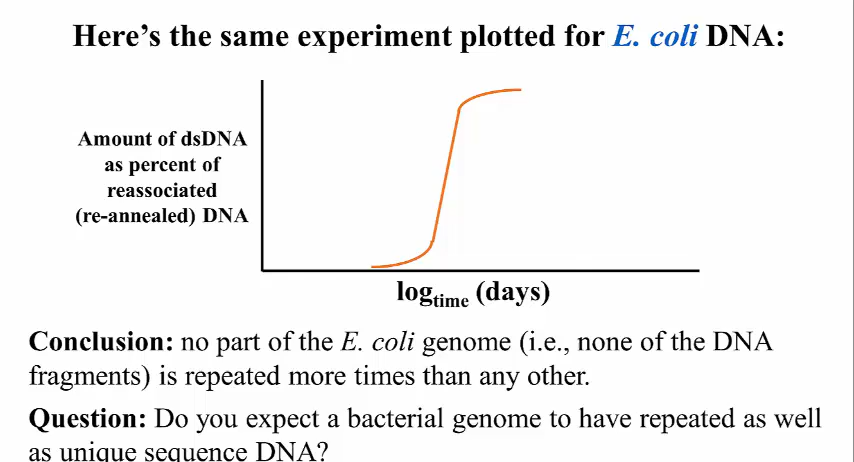 Here’s the same experiment plotted for E. coli DNA:
Amount of dsDNA
as percent of
reassociated
(re-annealed) DNA
logtime (days)
Conclusion: no part of the E. coli genome (i.e., none of the DNA
fragments) is repeated more times than any other.
Question: Do you expect a bacterial genome to have repeated as well
as unique sequence DNA?